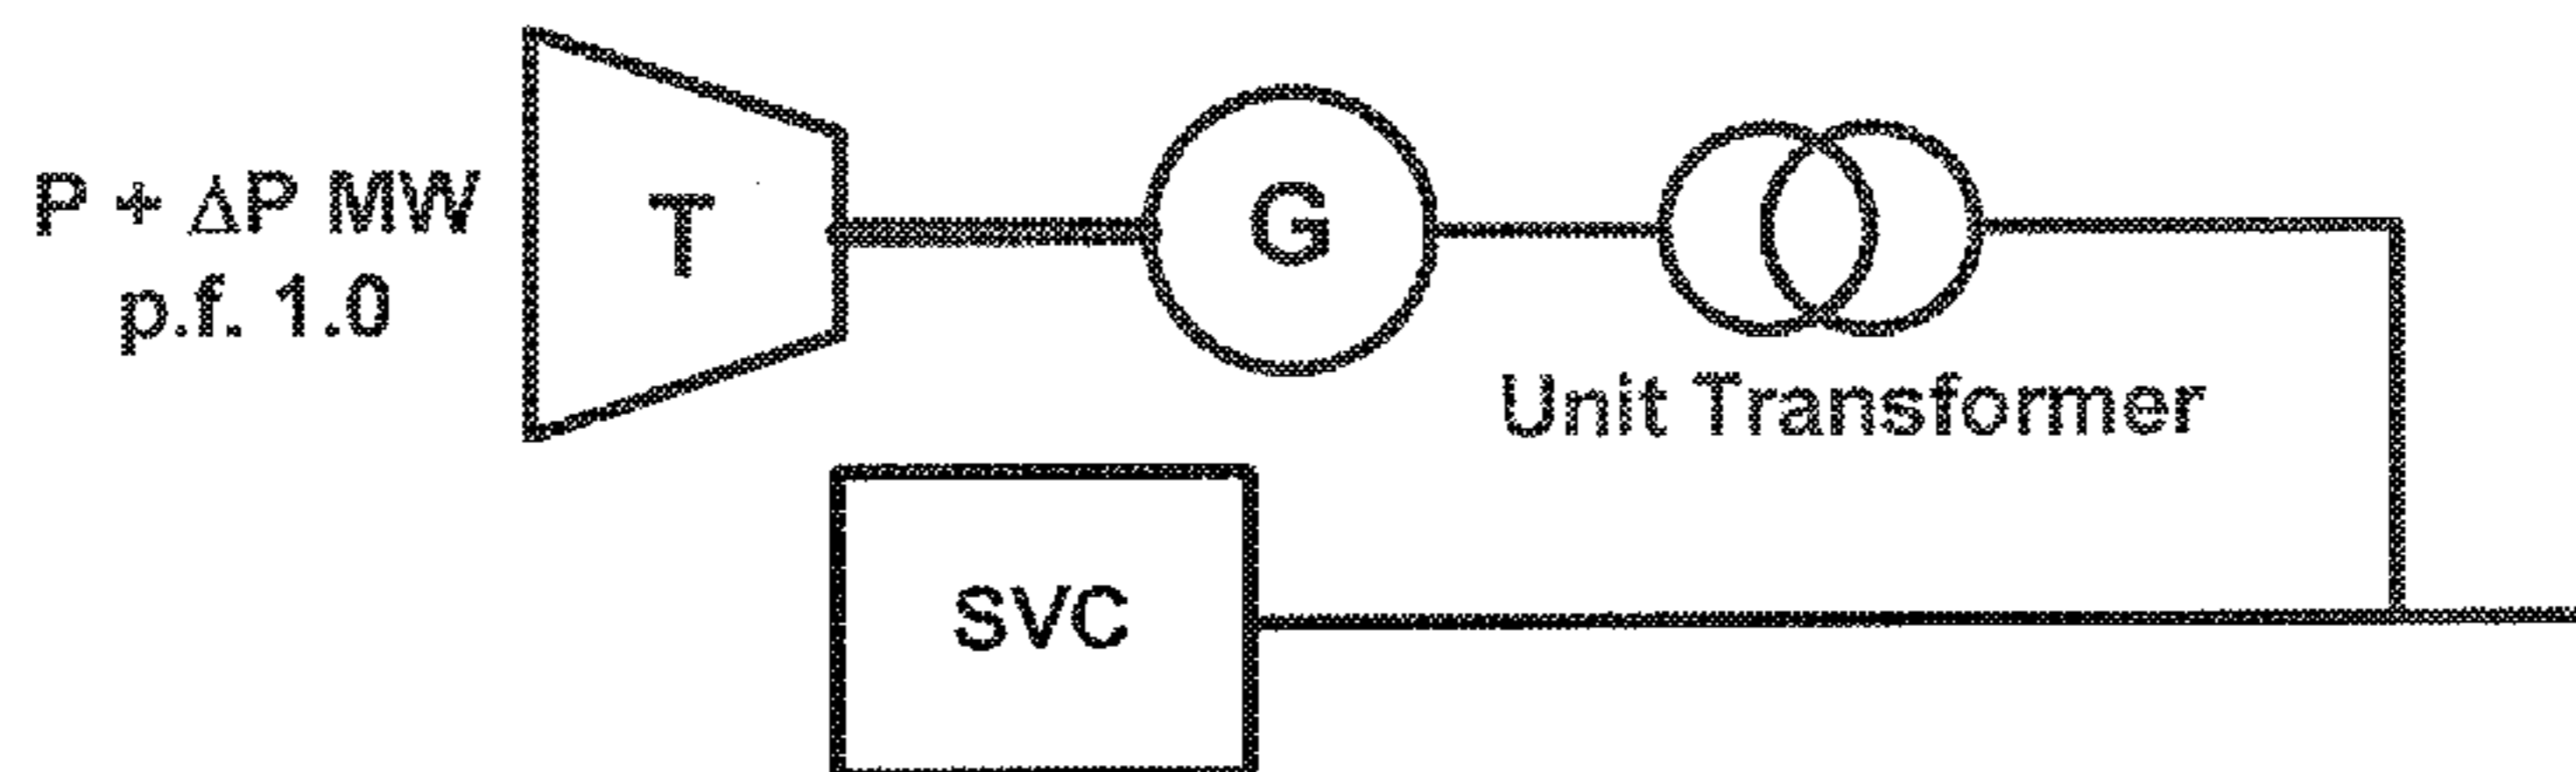 P + ΔP MW
p.f. 1.0
T
G
Unit Transformer
SVC